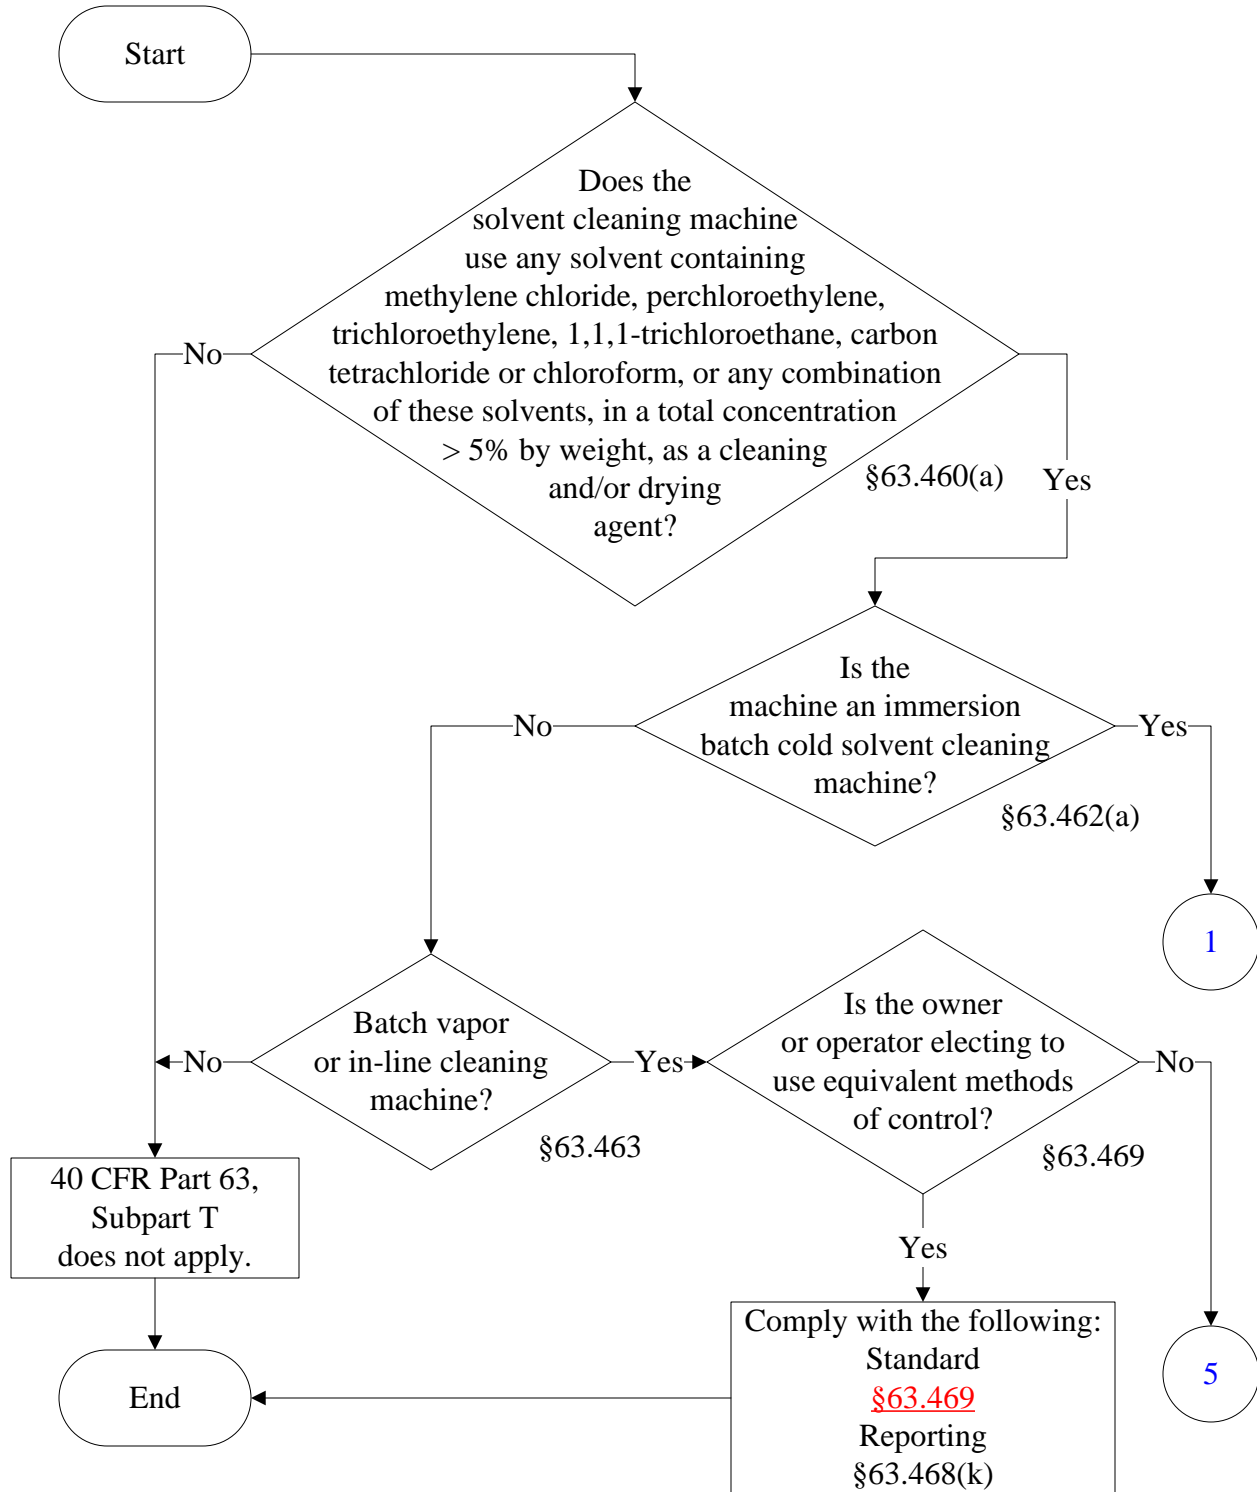 Start
Does the
solvent cleaning machine
use any solvent containing
methylene chloride, perchloroethylene,
trichloroethylene, 1,1,1-trichloroethane, carbon
tetrachloride or chloroform, or any combination
of these solvents, in a total concentration
> 5% by weight, as a cleaning
and/or drying
agent?
No
§63.460(a)
Yes
Is the
machine an immersion
batch cold solvent cleaning
machine?
No
Yes
§63.462(a)
1
Batch vapor
or in-line cleaning
machine?
No
Yes
§63.463
Is the owner
or operator electing to
use equivalent methods
of control?
No
§63.469
Yes
40 CFR Part 63,
Subpart T
does not apply.
Comply with the following:
Standard
§63.469
Reporting
§63.468(k)
5
End